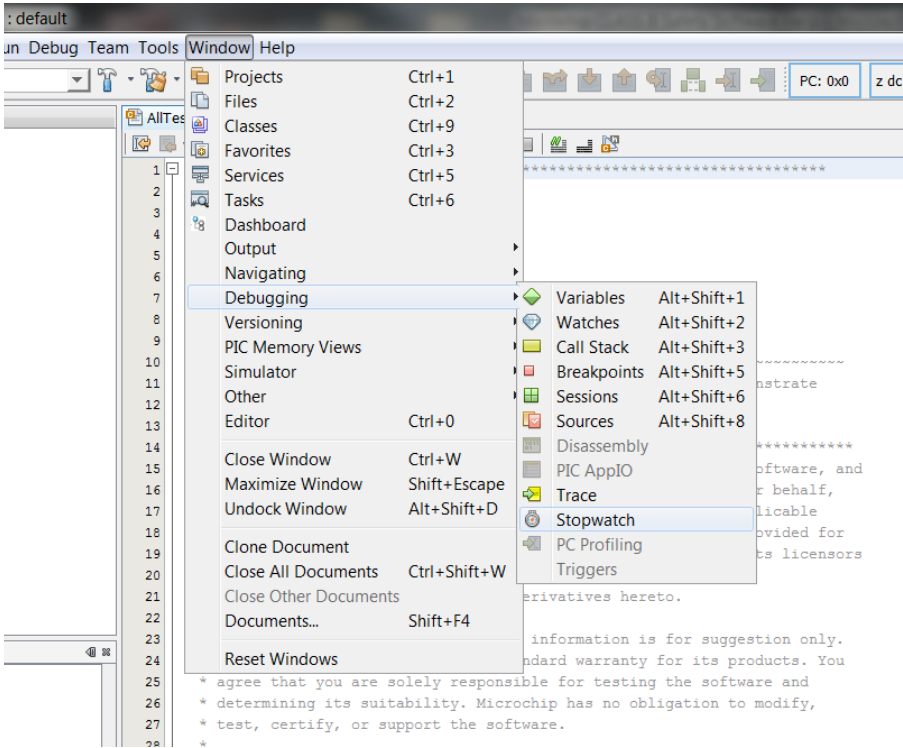 : default
un Debug Team Tools Window Help
PC: 0x0
z dc
AllTes
Projects Ctrl+1
Files Ctrl+2
Classes Ctrl+9
Favorites Ctrl+3
Services Ctrl+5
Tasks Ctrl+6
Dashboard
Output
Navigating
Debugging
Versioning
PIC Memory Views
Simulator
Other
Editor Ctrl+0
Close Window Ctrl+W
Maximize Window Shift+Escape
Undock Window Alt+Shift+D
Clone Document
Close All Documents Ctrl+Shift+W
Close Other Documents
Documents... Shift+F4
Reset Windows
Variables Alt+Shift+1
Watches Alt+Shift+2
Call Stack Alt+Shift+3
Breakpoints Alt+Shift+5
Sessions Alt+Shift+6
Sources Alt+Shift+8
Disassembly
PIC AppIO
Trace
Stopwatch
PC Profiling
Triggers
1 **********************************
2
3
4
5
6
7
8
9
10 ~~~~~~~~~~
11 nstrate
12
13
14 ***********
15 oftware, and
16 r behalf,
17 licable
18 ovided for
19 ts licensors
20
21 erivatives hereto.
22
23 information is for suggestion only.
24 ndard warranty for its products. You
25 * agree that you are solely responsible for testing the software and
26 * determining its suitability. Microchip has no obligation to modify,
27 * test, certify, or support the software.
28 *